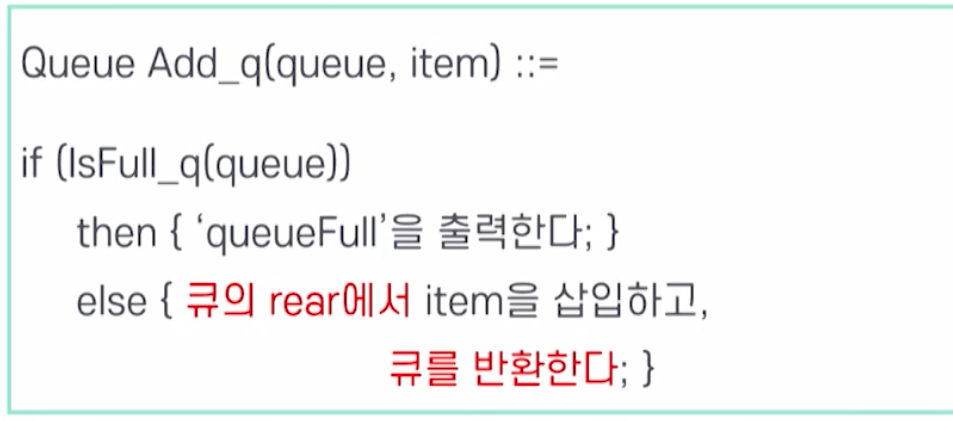 Queue Add_q(queue, item) ::=
if (IsFull_q(queue))
then { ‘queueFull’을 출력한다; }
else { 큐의 rear에서 item을 삽입하고,
큐를 반환한다; }